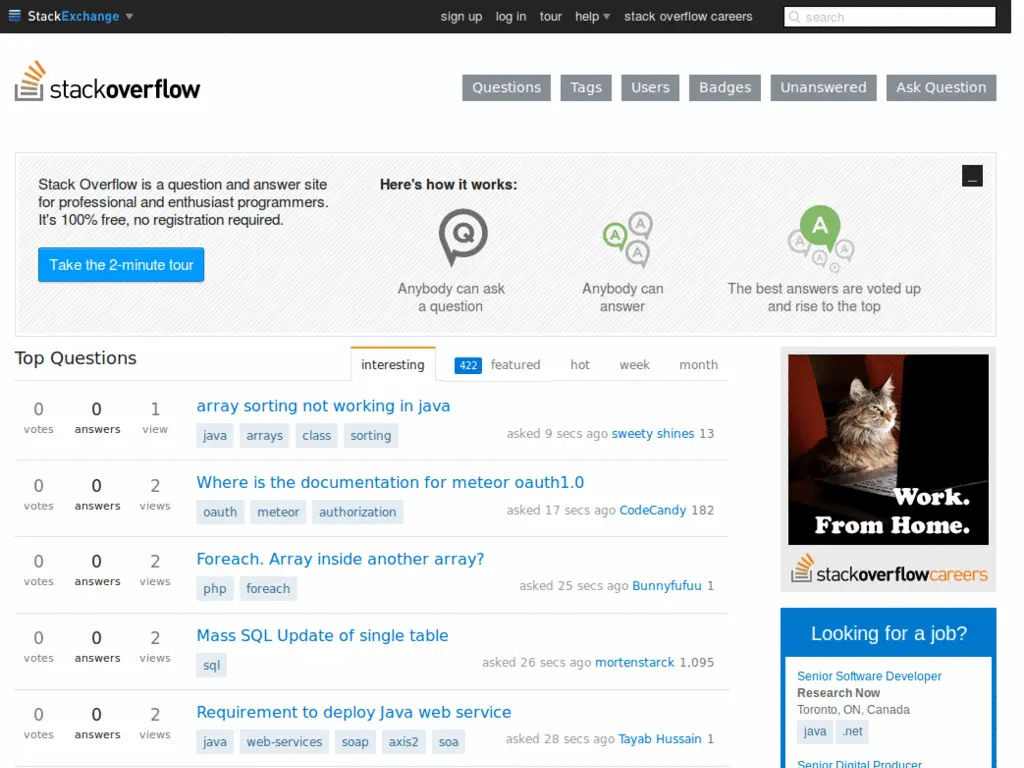 StackExchange sign up log in tour help stack overflow careers search
stackoverflow
Questions Tags Users Badges Unanswered Ask Question
Stack Overflow is a question and answer site
for professional and enthusiast programmers.
It's 100% free, no registration required.
Take the 2-minute tour
Here's how it works:
_
Q
Anybody can ask
a question
A A A
Anybody can
answer
A A A A A
The best answers are voted up
and rise to the top
Top Questions
interesting 422 featured hot week month
0 votes 0 answers 1 view
array sorting not working in java
java arrays class sorting
asked 9 secs ago sweety shines 13
0 votes 0 answers 2 views
Where is the documentation for meteor oauth1.0
oauth meteor authorization
asked 17 secs ago CodeCandy 182
0 votes 0 answers 2 views
Foreach. Array inside another array?
php foreach
asked 25 secs ago Bunnyfufuu 1
0 votes 0 answers 2 views
Mass SQL Update of single table
sql
asked 26 secs ago mortenstarck 1,095
0 votes 0 answers 2 views
Requirement to deploy Java web service
java web-services soap axis2 soa
asked 28 secs ago Tayab Hussain 1
Work.
From Home.
stackoverflowcareers
Looking for a job?
Senior Software Developer
Research Now
Toronto, ON, Canada
java .net
Senior Digital Producer